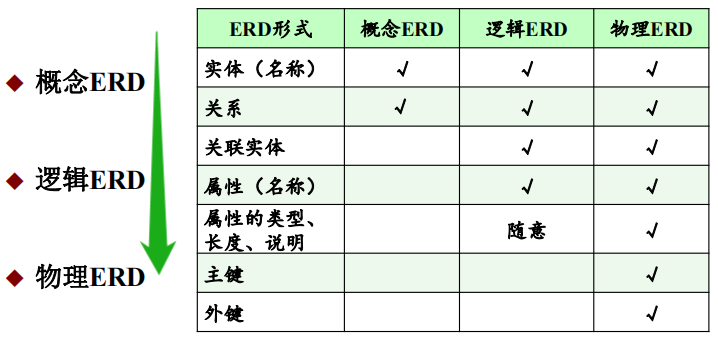 ◆ 概念ERD
◆ 逻辑ERD
◆ 物理ERD
ERD形式 概念ERD 逻辑ERD 物理ERD
实体（名称） √ √ √
关系 √ √ √
关联实体 √ √
属性（名称） √ √
属性的类型、
长度、说明 随意 √
主键 √
外键 √